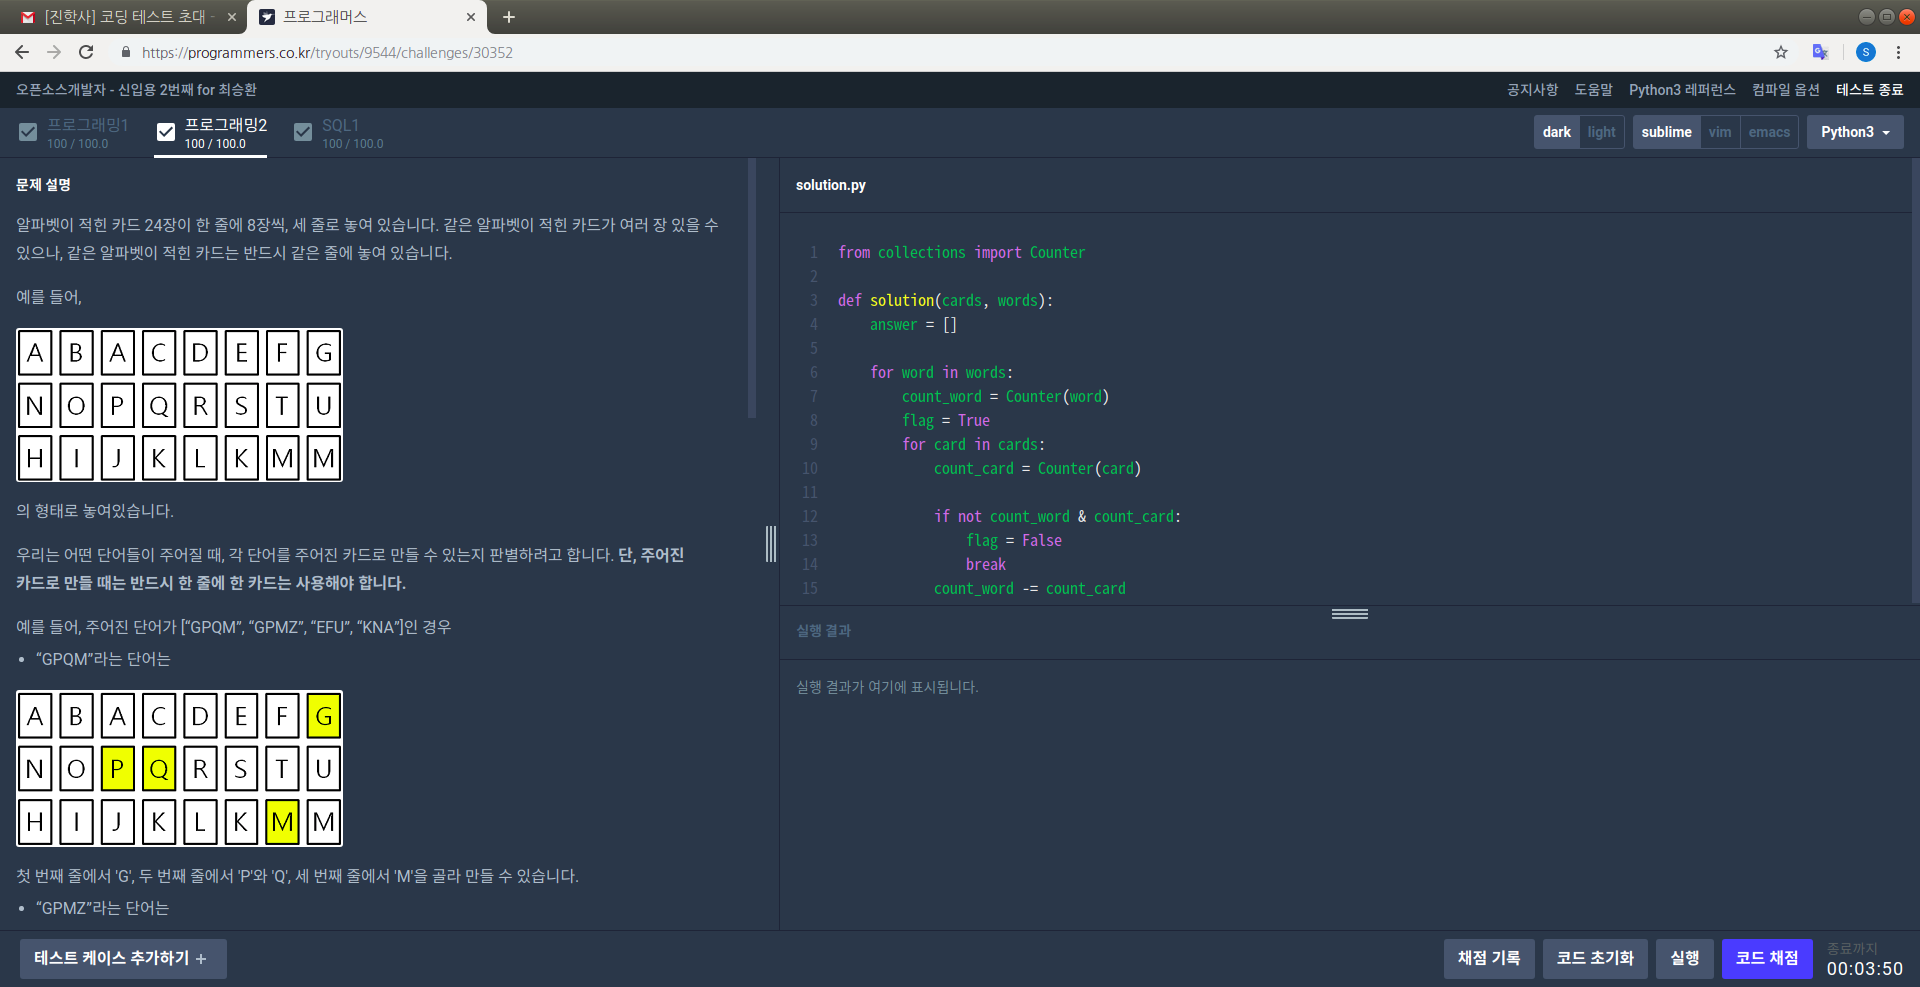 [진학사] 코딩 테스트 초대 -
프로그래머스
https://programmers.co.kr/tryouts/9544/challenges/30352
S
오픈소스개발자 - 신입용 2번째 for 최승환
공지사항 도움말 Python3 레퍼런스 컴파일 옵션 테스트 종료
프로그래밍1
100 / 100.0
프로그래밍2
100 / 100.0
SQL1
100 / 100.0
dark light sublime vim emacs Python3
문제 설명
알파벳이 적힌 카드 24장이 한 줄에 8장씩, 세 줄로 놓여 있습니다. 같은 알파벳이 적힌 카드가 여러 장 있을 수
있으나, 같은 알파벳이 적힌 카드는 반드시 같은 줄에 놓여 있습니다.
예를 들어,
A B A C D E F G
N O P Q R S T U
H I J K L K M M
의 형태로 놓여있습니다.
우리는 어떤 단어들이 주어질 때, 각 단어를 주어진 카드로 만들 수 있는지 판별하려고 합니다. 단, 주어진
카드로 만들 때는 반드시 한 줄에 한 카드는 사용해야 합니다.
예를 들어, 주어진 단어가 [“GPQM”, “GPMZ”, “EFU”, “KNA”]인 경우
• “GPQM”라는 단어는
A B A C D E F G
N O P Q R S T U
H I J K L K M M
첫 번째 줄에서 'G', 두 번째 줄에서 'P'와 'Q', 세 번째 줄에서 'M'을 골라 만들 수 있습니다.
• “GPMZ”라는 단어는
테스트 케이스 추가하기 +
solution.py
1 from collections import Counter
2
3 def solution(cards, words):
4 answer = []
5
6 for word in words:
7 count_word = Counter(word)
8 flag = True
9 for card in cards:
10 count_card = Counter(card)
11
12 if not count_word & count_card:
13 flag = False
14 break
15 count_word -= count_card
실행 결과
실행 결과가 여기에 표시됩니다.
채점 기록 코드 초기화 실행 코드 채점
종료까지
00:03:50